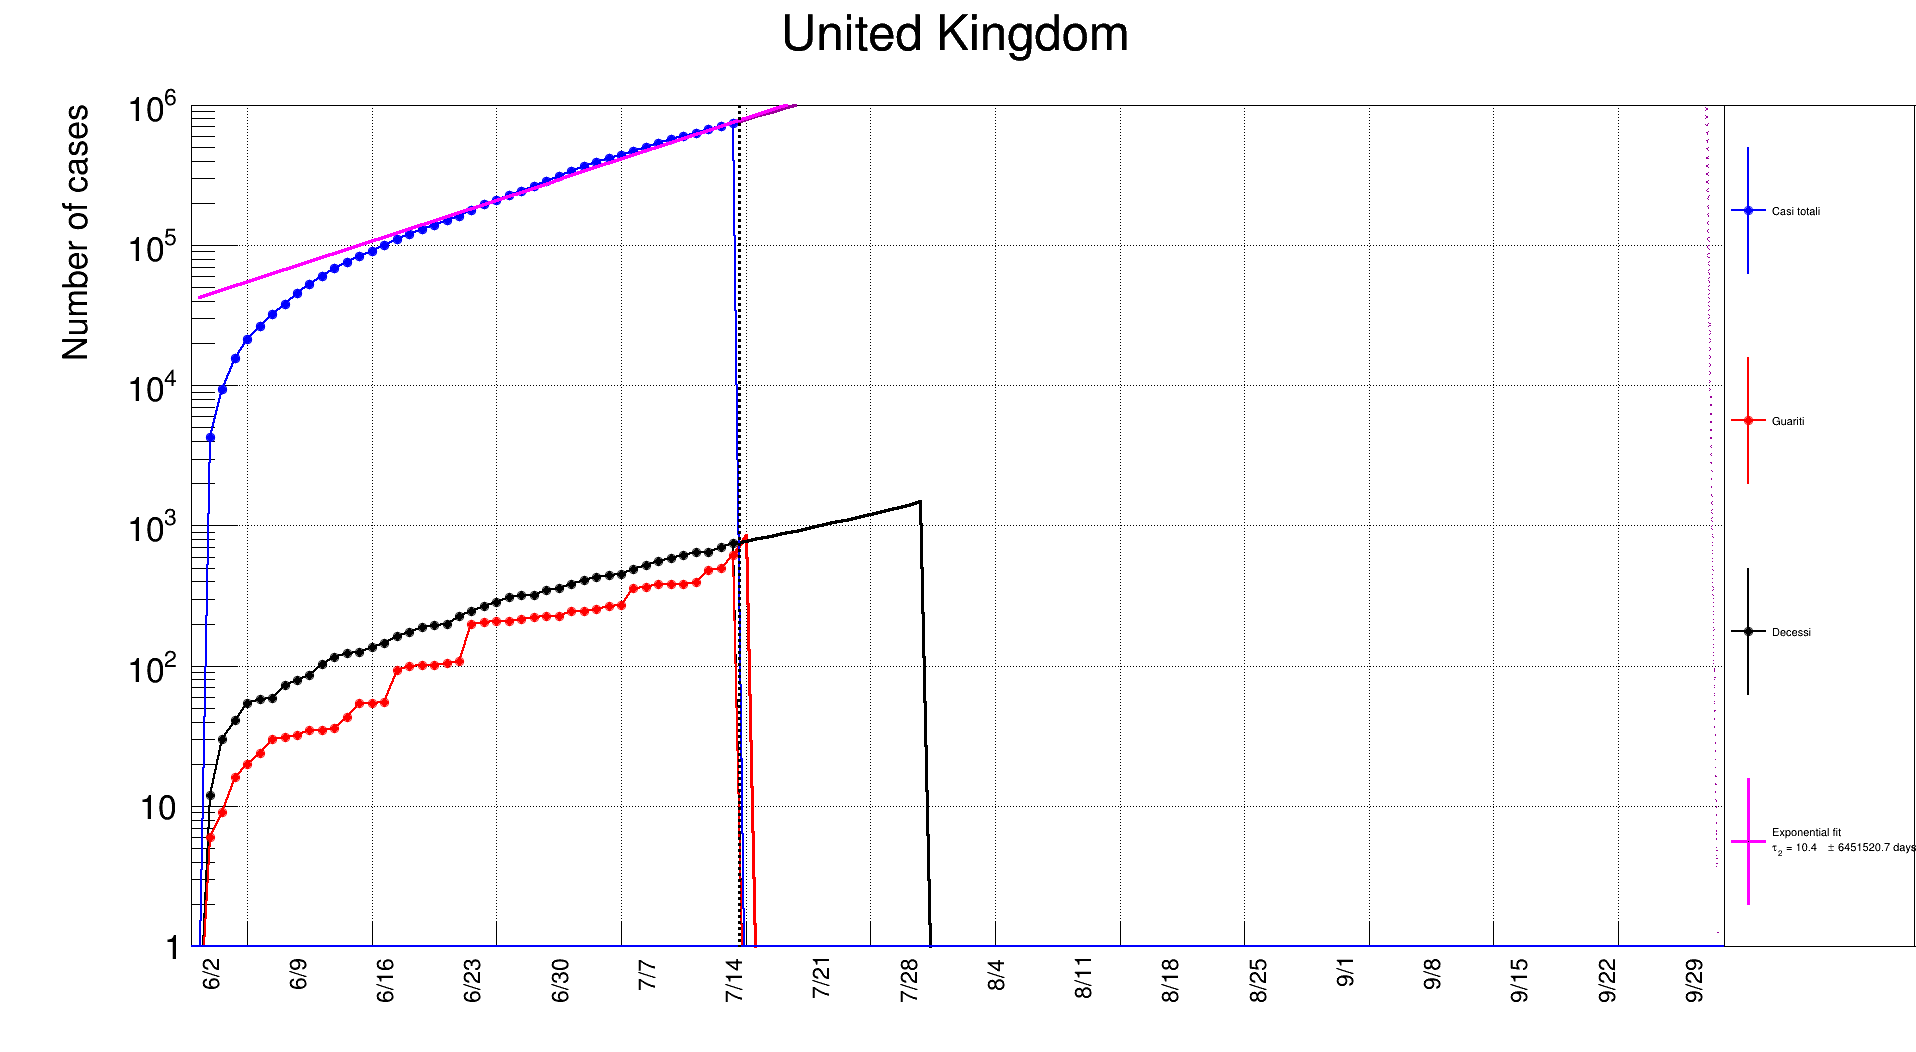 United Kingdom
Number of cases
10^6
10^5
10^4
10^3
10^2
10
1
6/2 6/9 6/16 6/23 6/30 7/7 7/14 7/21 7/28 8/4 8/11 8/18 8/25 9/1 9/8 9/15 9/22 9/29
Casi totali
Guariti
Decessi
Exponential fit
τ_2 = 10.4 ± 6451520.7 days